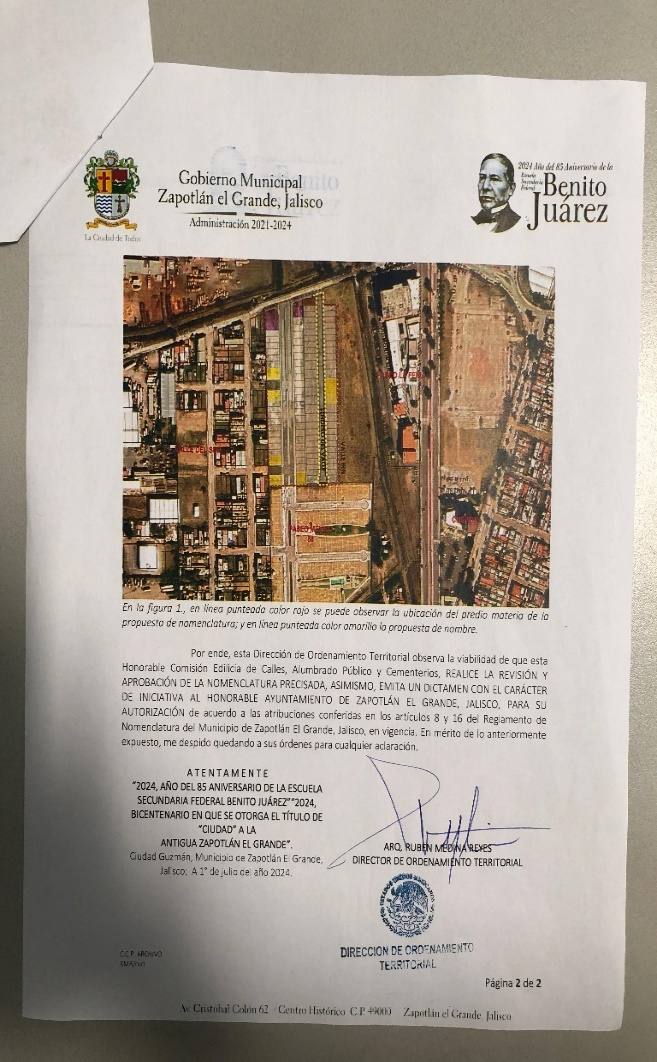 Gobierno Municipal
Zapotlán el Grande, Jalisco
Administración 2021-2024
La Ciudad de Todos
2024 Año del 85 Aniversario de la
Escuela
Secundaria
Federal
Benito
Juárez
En la figura 1., en línea punteada color rojo se puede observar la ubicación del predio materia de la
propuesta de nomenclatura; y en línea punteada color amarillo la propuesta de nombre.
Por ende, esta Dirección de Ordenamiento Territorial observa la viabilidad de que esta
Honorable Comisión Edilicia de Calles, Alumbrado Público y Cementerios, REALICE LA REVISIÓN Y
APROBACIÓN DE LA NOMENCLATURA PRECISADA, ASIMISMO, EMITA UN DICTAMEN CON EL CARÁCTER
DE INICIATIVA AL HONORABLE AYUNTAMIENTO DE ZAPOTLÁN EL GRANDE, JALISCO, PARA SU
AUTORIZACIÓN de acuerdo a las atribuciones conferidas en los artículos 8 y 16 del Reglamento de
Nomenclatura del Municipio de Zapotlán El Grande, Jalisco, en vigencia. En mérito de lo anteriormente
expuesto, me despido quedando a sus órdenes para cualquier aclaración.
ATENTAMENTE
"2024, AÑO DEL 85 ANIVERSARIO DE LA ESCUELA
SECUNDARIA FEDERAL BENITO JUÁREZ" "2024,
BICENTENARIO EN QUE SE OTORGA EL TÍTULO DE
"CIUDAD" A LA
ANTIGUA ZAPOTLÁN EL GRANDE".
Ciudad Guzmán, Municipio de Zapotlán El Grande,
Jalisco; A 1° de julio del año 2024.
ARQ. RUBEN MEDINA REYES
DIRECTOR DE ORDENAMIENTO TERRITORIAL
ESTADOS UNIDOS MEXICANOS
DIRECCION DE ORDENAMIENTO
TERRITORIAL
C.C.P. ARCHIVO
Página 2 de 2
Av. Cristóbal Colón 62 Centro Histórico C.P 49000 Zapotlán el Grande, Jalisco